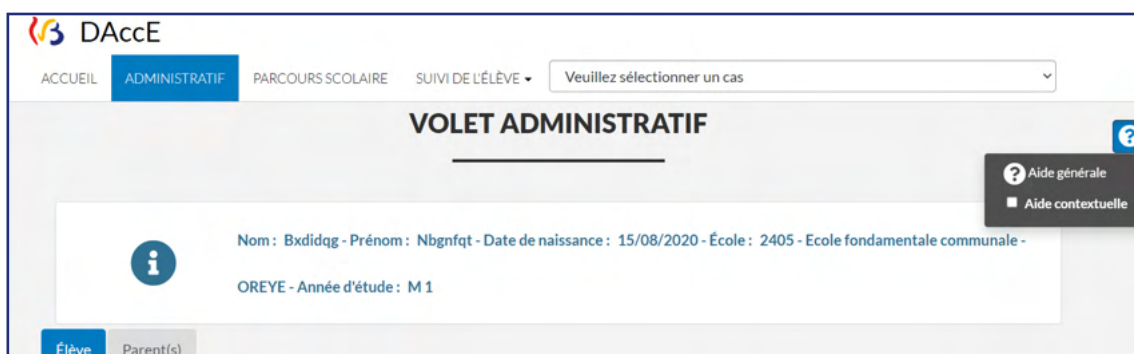 DAccE
ACCUEIL ADMINISTRATIF PARCOURS SCOLAIRE SUIVI DE L'ÉLÈVE Veuillez sélectionner un cas
VOLET ADMINISTRATIF
?
? Aide générale
Aide contextuelle
Nom : Bxdidqg - Prénom : Nbgnfqt - Date de naissance : 15/08/2020 - École : 2405 - Ecole fondamentale communale -
OREYE - Année d'étude : M 1
Élève Parent(s)